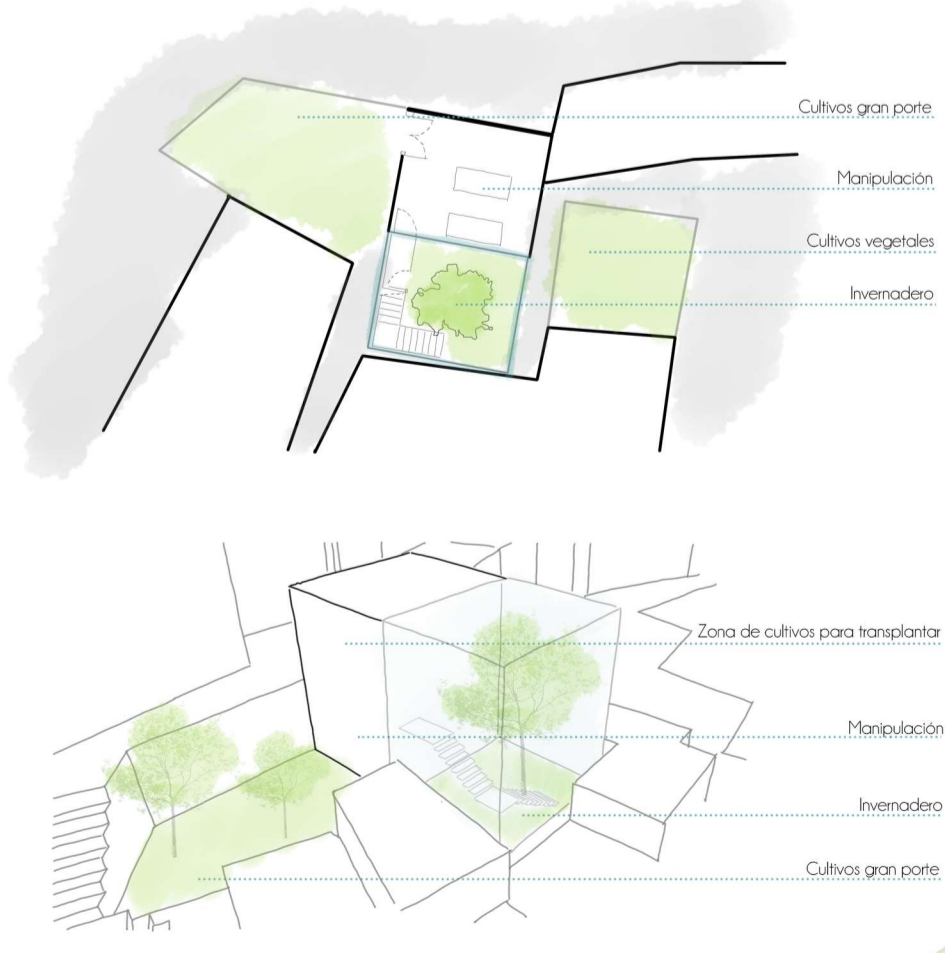 Cultivos gran porte
Manipulación
Cultivos vegetales
Invernadero
Zona de cultivos para transplantar
Manipulación
Invernadero
Cultivos gran porte